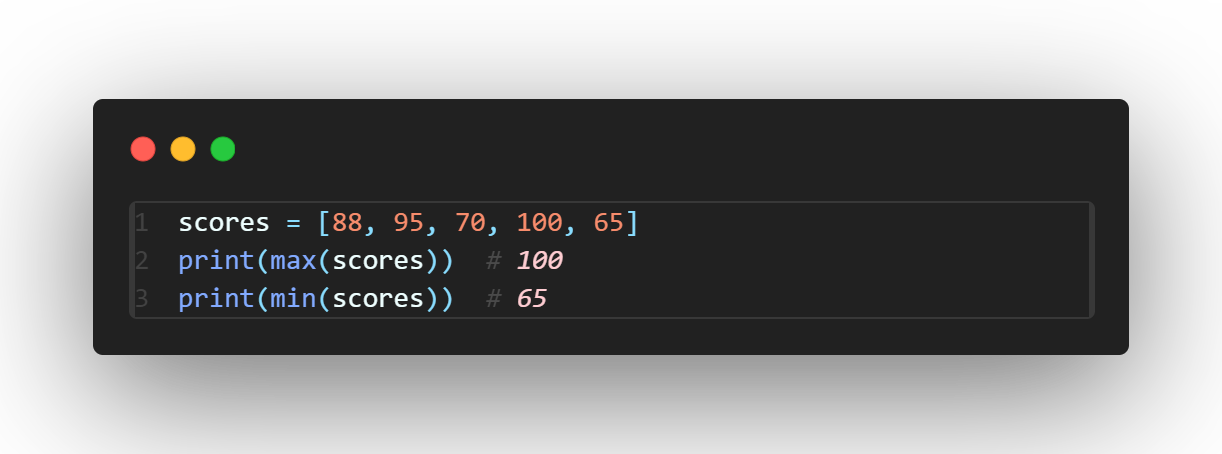 1 scores = [88, 95, 70, 100, 65]
2 print(max(scores))  # 100
3 print(min(scores))  # 65